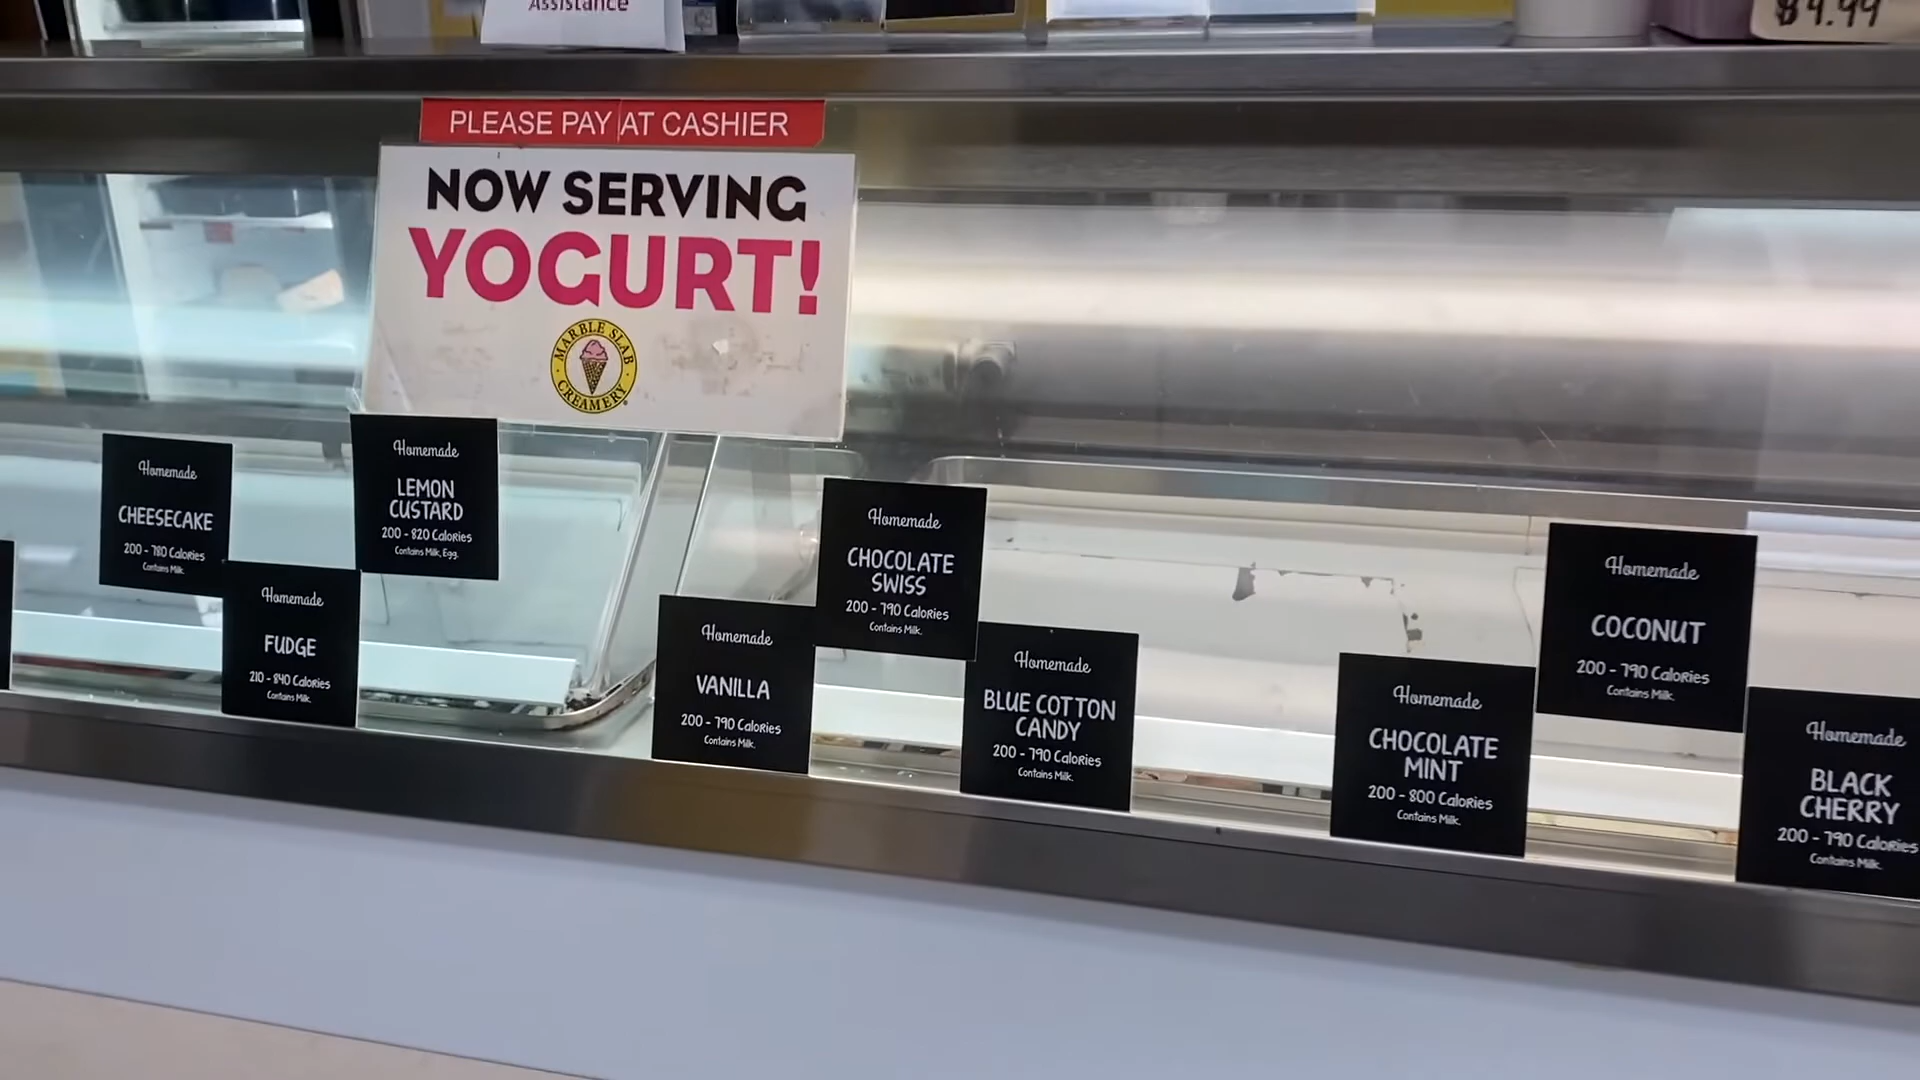 Assistance
$9.99
PLEASE PAY AT CASHIER
NOW SERVING
YOGURT!
MARBLE SLAB
CREAMERY
Homemade
CHEESECAKE
200 - 780 Calories
Contains Milk.
Homemade
LEMON
CUSTARD
200 - 820 Calories
Contains Milk, Egg.
Homemade
FUDGE
210 - 840 Calories
Contains Milk.
Homemade
VANILLA
200 - 790 Calories
Contains Milk.
Homemade
CHOCOLATE
SWISS
200 - 790 Calories
Contains Milk.
Homemade
BLUE COTTON
CANDY
200 - 790 Calories
Contains Milk.
Homemade
CHOCOLATE
MINT
200 - 800 Calories
Contains Milk.
Homemade
COCONUT
200 - 790 Calories
Contains Milk.
Homemade
BLACK
CHERRY
200 - 790 Calories
Contains Milk.